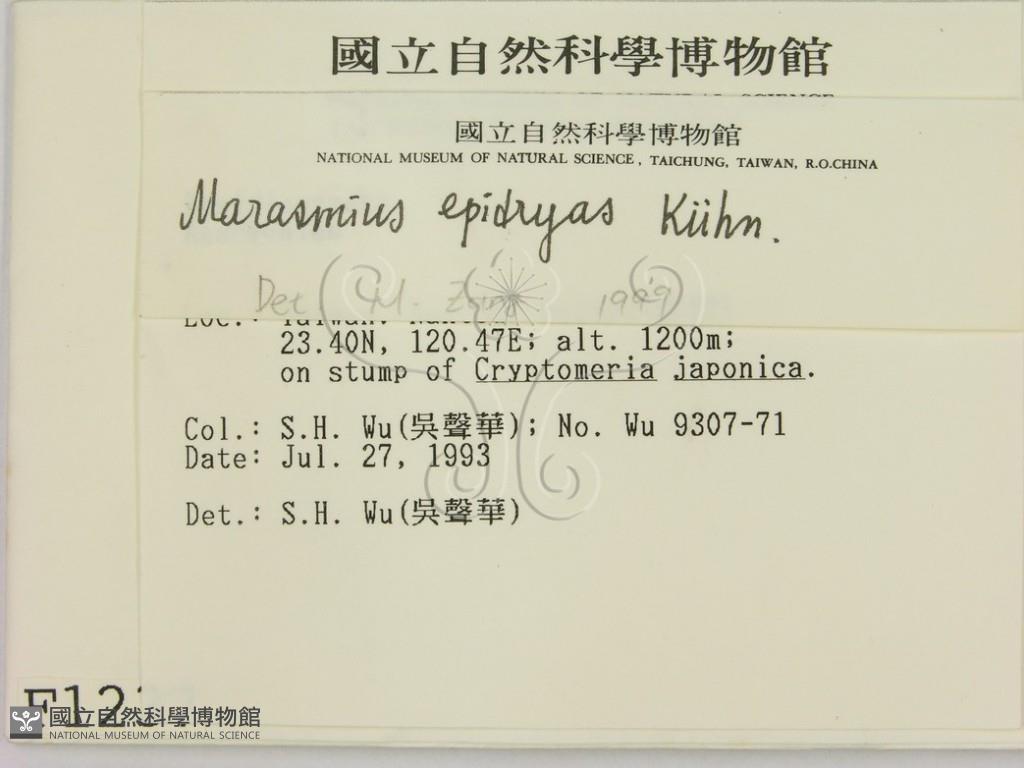 國立自然科學博物館
國立自然科學博物館
NATIONAL MUSEUM OF NATURAL SCIENCE, TAICHUNG, TAIWAN, R.O.CHINA
Marasmius epidryas Kühn.
Det M. 1999
23.40N, 120.47E; alt. 1200m;
on stump of Cryptomeria japonica.
Col.: S.H. Wu(吳聲華); No. Wu 9307-71
Date: Jul. 27, 1993
Det.: S.H. Wu(吳聲華)
F12
國立自然科學博物館
NATIONAL MUSEUM OF NATURAL SCIENCE